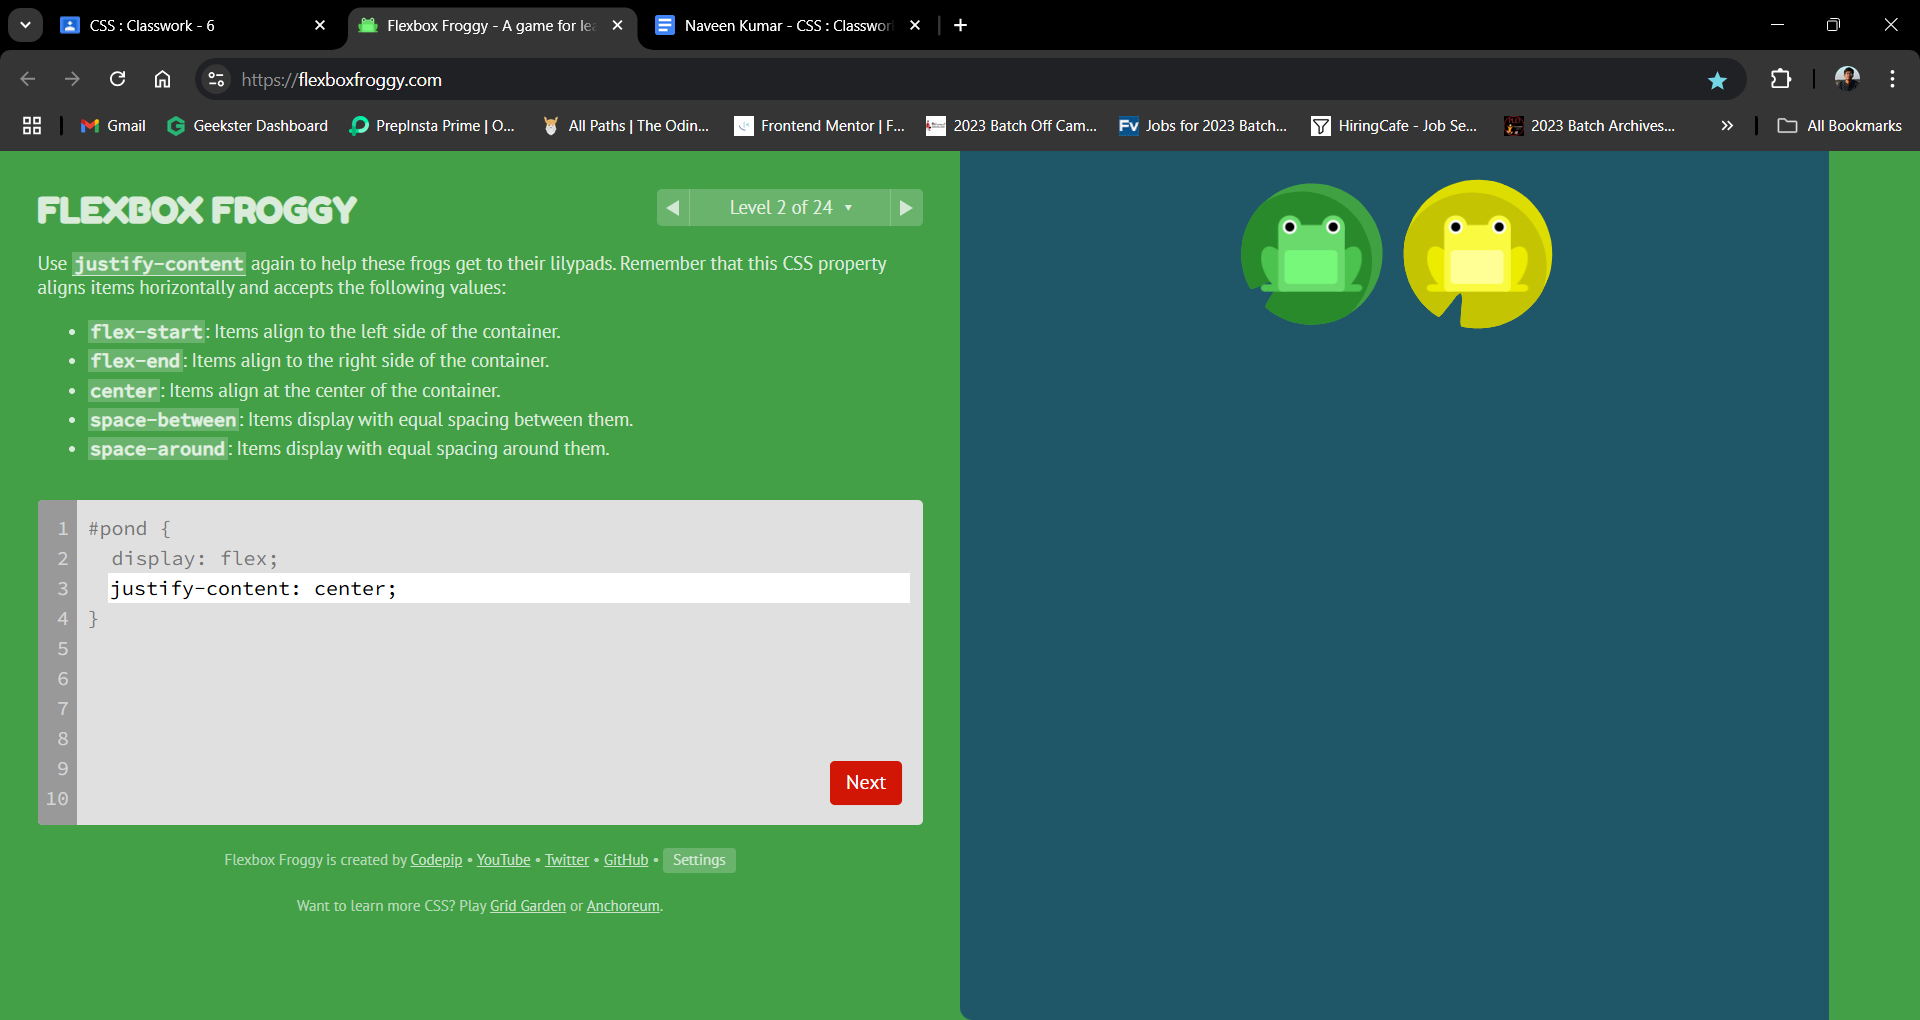 CSS : Classwork - 6
Flexbox Froggy - A game for le
Naveen Kumar - CSS : Classwor
https://flexboxfroggy.com
Gmail
Geekster Dashboard
PrepInsta Prime | O...
All Paths | The Odin...
Frontend Mentor | F...
2023 Batch Off Cam...
Fv
Jobs for 2023 Batch...
HiringCafe - Job Se...
2023 Batch Archives...
All Bookmarks
FLEXBOX FROGGY
Level 2 of 24
Use justify-content again to help these frogs get to their lilypads. Remember that this CSS property
aligns items horizontally and accepts the following values:
• flex-start: Items align to the left side of the container.
• flex-end: Items align to the right side of the container.
• center: Items align at the center of the container.
• space-between: Items display with equal spacing between them.
• space-around: Items display with equal spacing around them.
1 #pond {
2 display: flex;
3 justify-content: center;
4 }
5
6
7
8
9
10
Next
Flexbox Froggy is created by Codepip • YouTube • Twitter • GitHub • Settings
Want to learn more CSS? Play Grid Garden or Anchoreum.